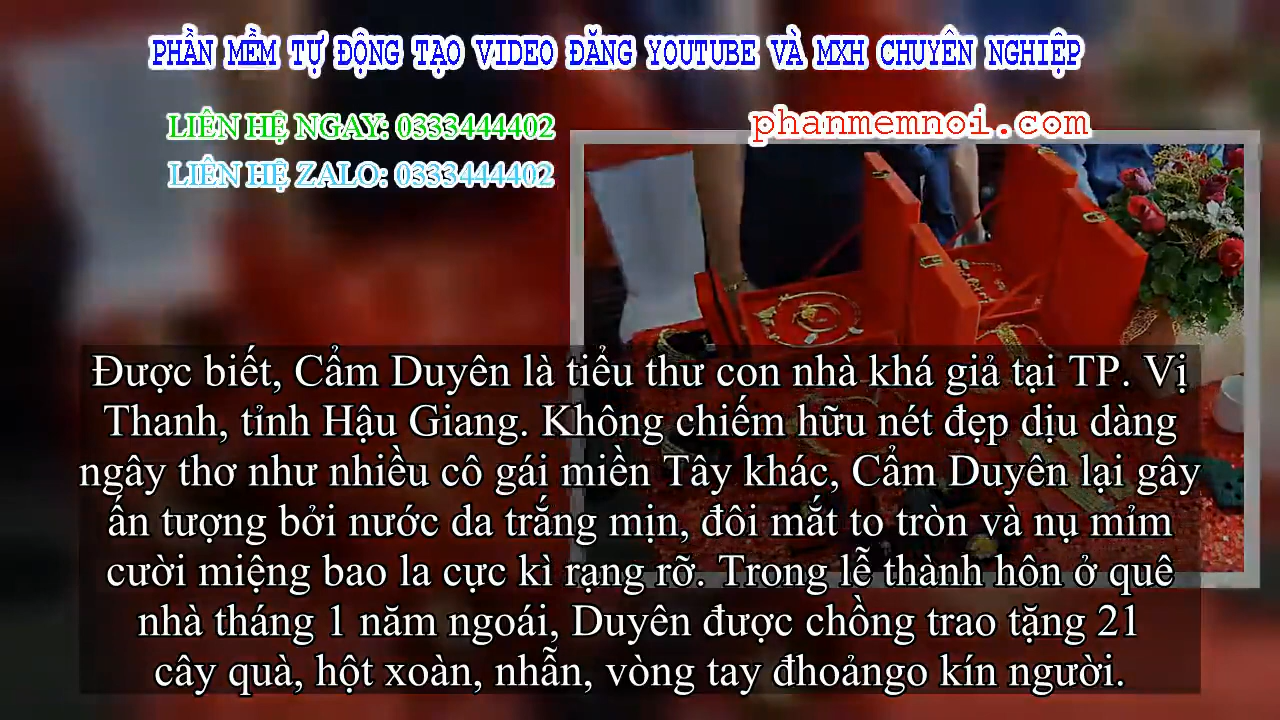 PHẦN MỀM TỰ ĐỘNG TẠO VIDEO ĐĂNG YOUTUBE VÀ MXH CHUYÊN NGHIỆP
LIÊN HỆ NGAY: 0333444402
phanmemnoi.com
LIÊN HỆ ZALO: 0333444402
Được biết, Cẩm Duyên là tiểu thư con nhà khá giả tại TP. Vị
Thanh, tỉnh Hậu Giang. Không chiếm hữu nét đẹp dịu dàng
ngây thơ như nhiều cô gái miền Tây khác, Cẩm Duyên lại gây
ấn tượng bởi nước da trắng mịn, đôi mắt to tròn và nụ mỉm
cười miệng bao la cực kì rạng rỡ. Trong lễ thành hôn ở quê
nhà tháng 1 năm ngoái, Duyên được chồng trao tặng 21
cây quà, hột xoàn, nhẫn, vòng tay đhoảngo kín người.